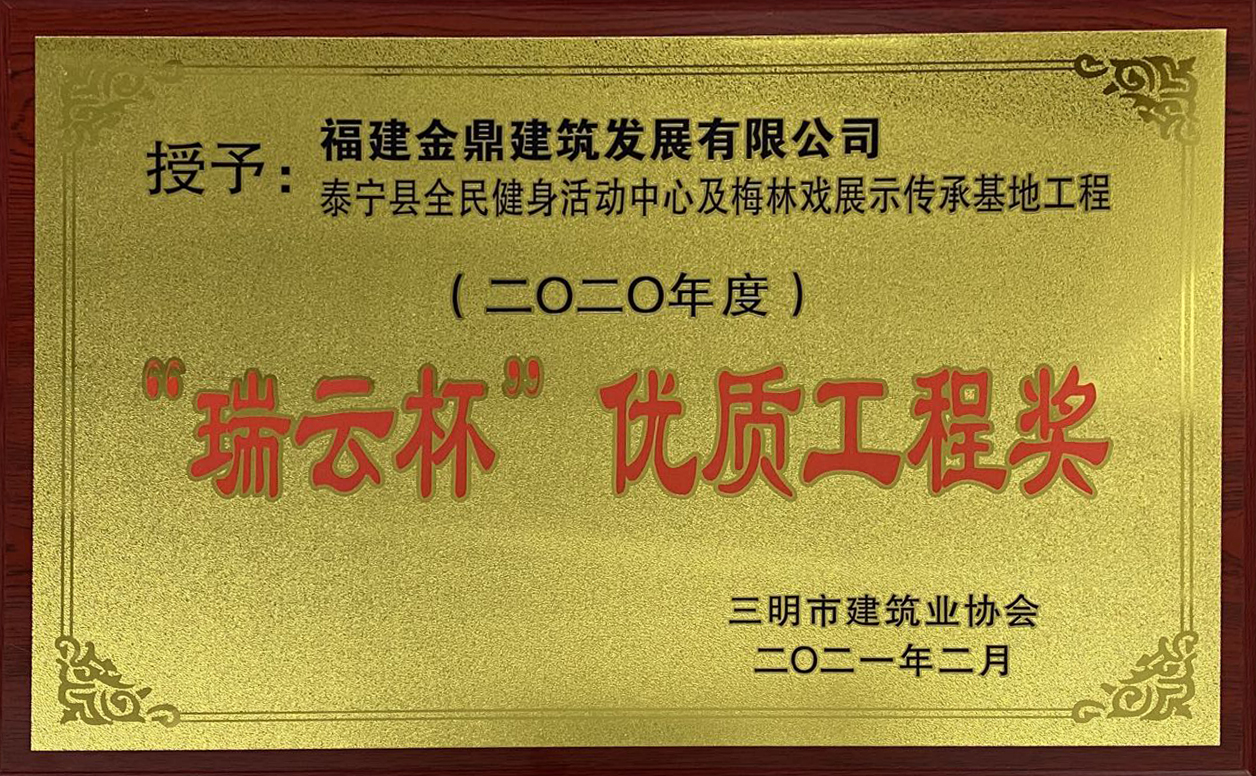 授予：福建金鼎建筑发展有限公司
泰宁县全民健身活动中心及梅林戏展示传承基地工程
（二〇二〇年度）
“瑞云杯”优质工程奖
三明市建筑业协会
二〇二一年二月